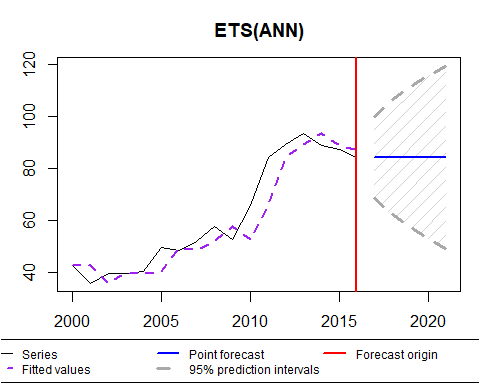 ETS(ANN)
120
100
80
60
40
2000 2005 2010 2015 2020
Series Point forecast Forecast origin
Fitted values 95% prediction intervals